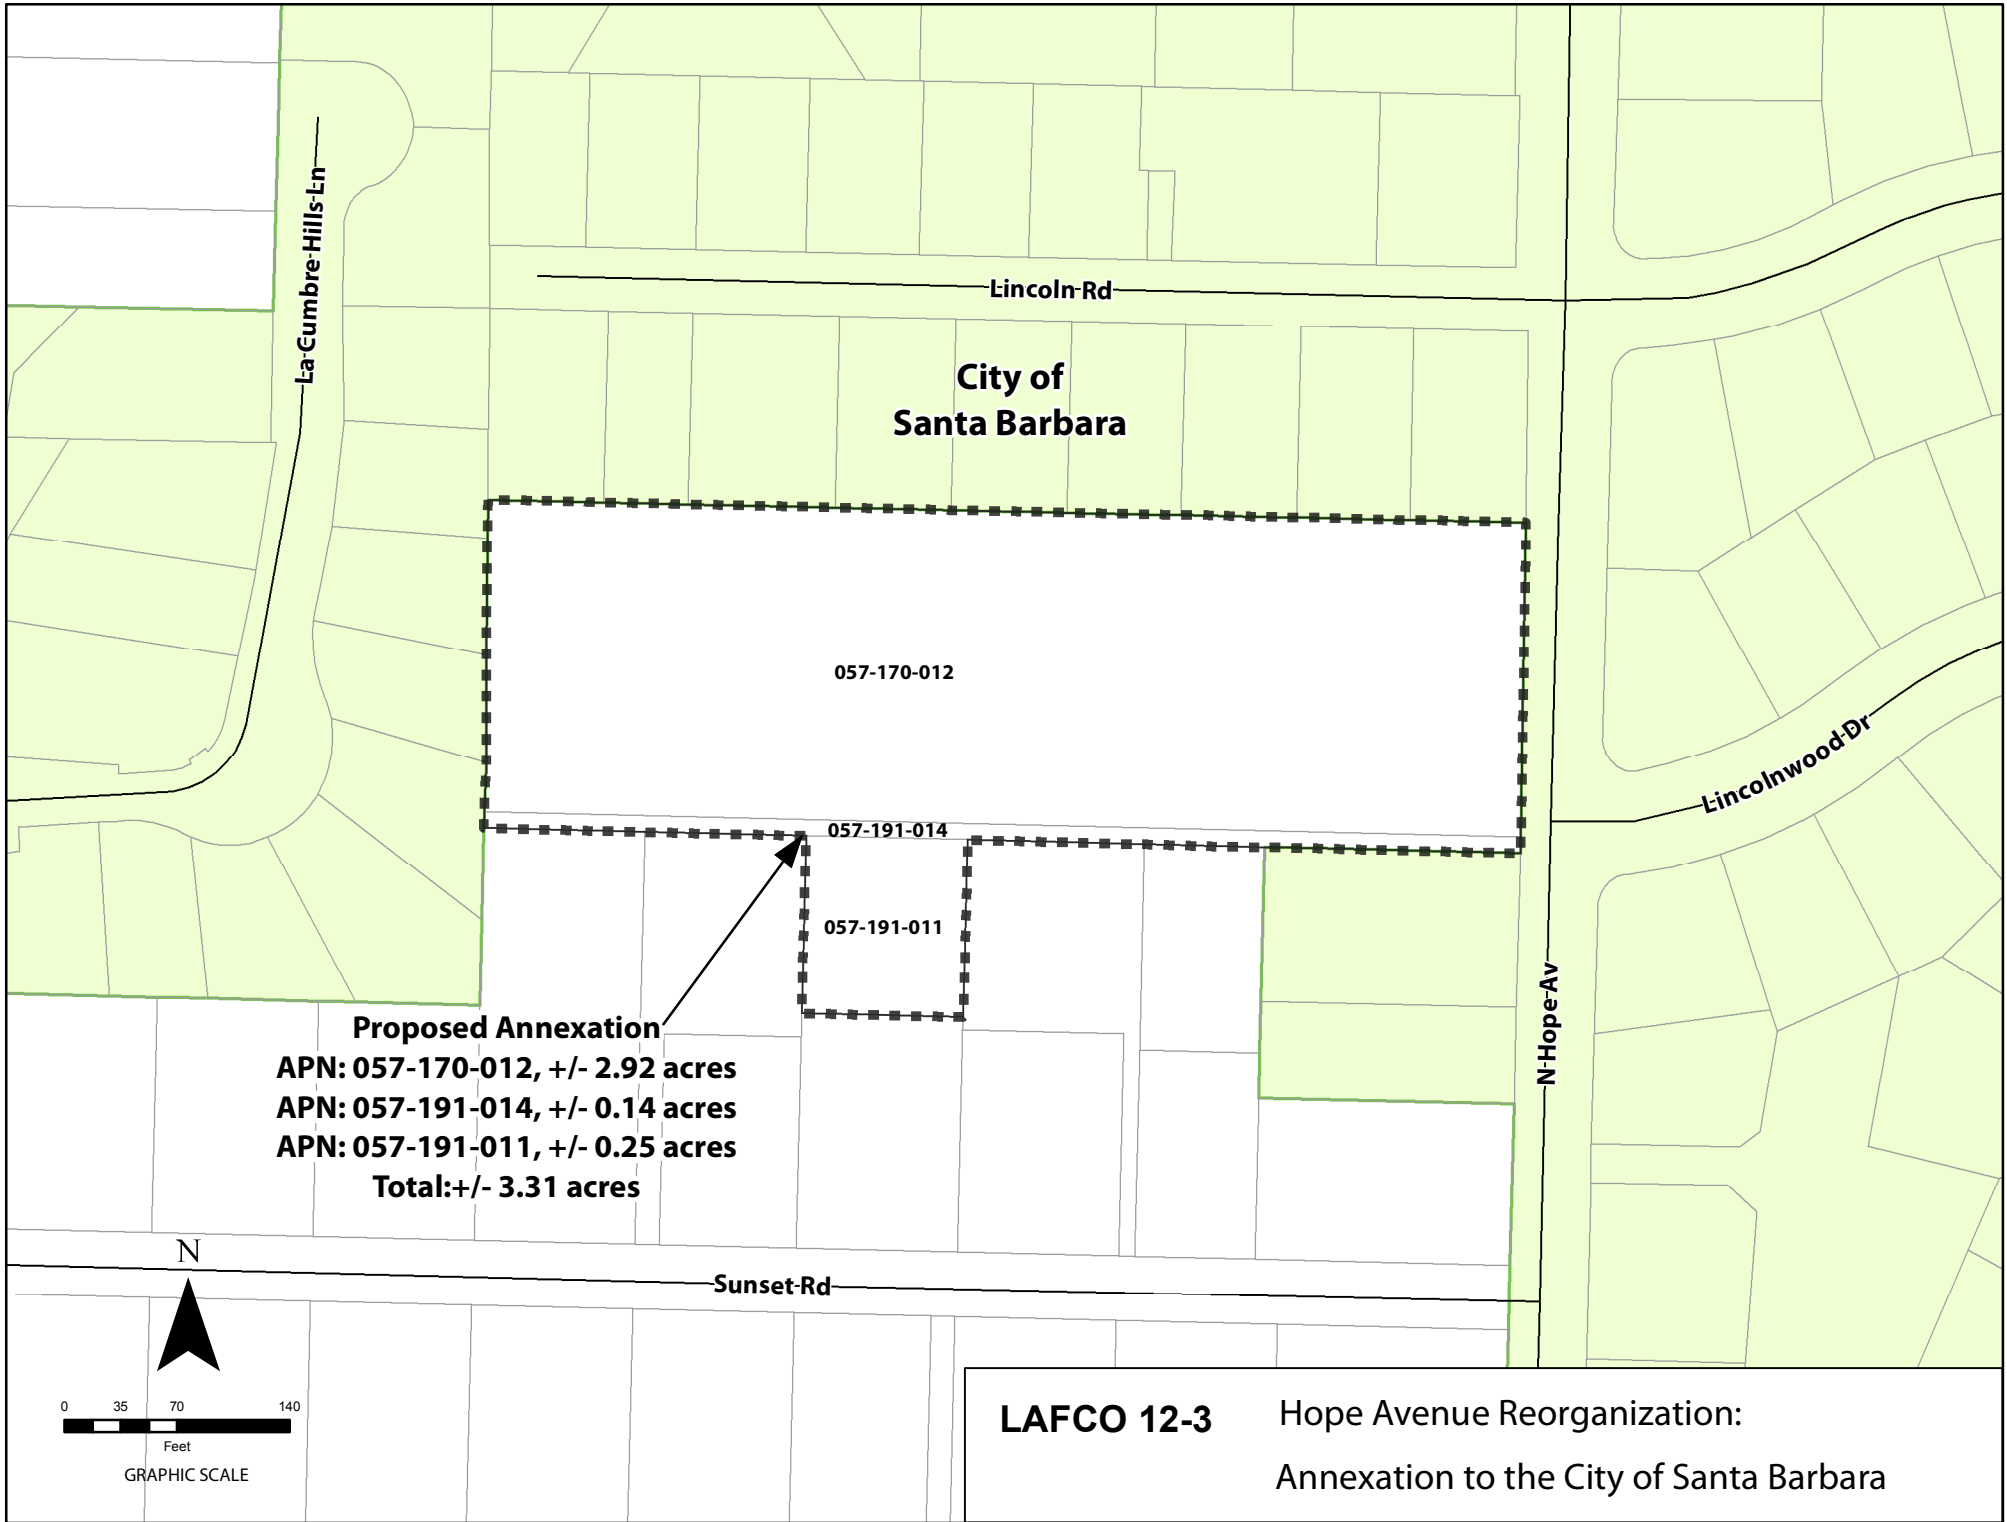 La Cumbre Hills Ln
Lincoln Rd
City of
Santa Barbara
057-170-012
Lincolnwood Dr
057-191-014
057-191-011
N Hope Av
Proposed Annexation
APN: 057-170-012, +/- 2.92 acres
APN: 057-191-014, +/- 0.14 acres
APN: 057-191-011, +/- 0.25 acres
Total:+/- 3.31 acres
N
Sunset Rd
0 35 70 140
Feet
GRAPHIC SCALE
LAFCO 12-3 Hope Avenue Reorganization:
Annexation to the City of Santa Barbara